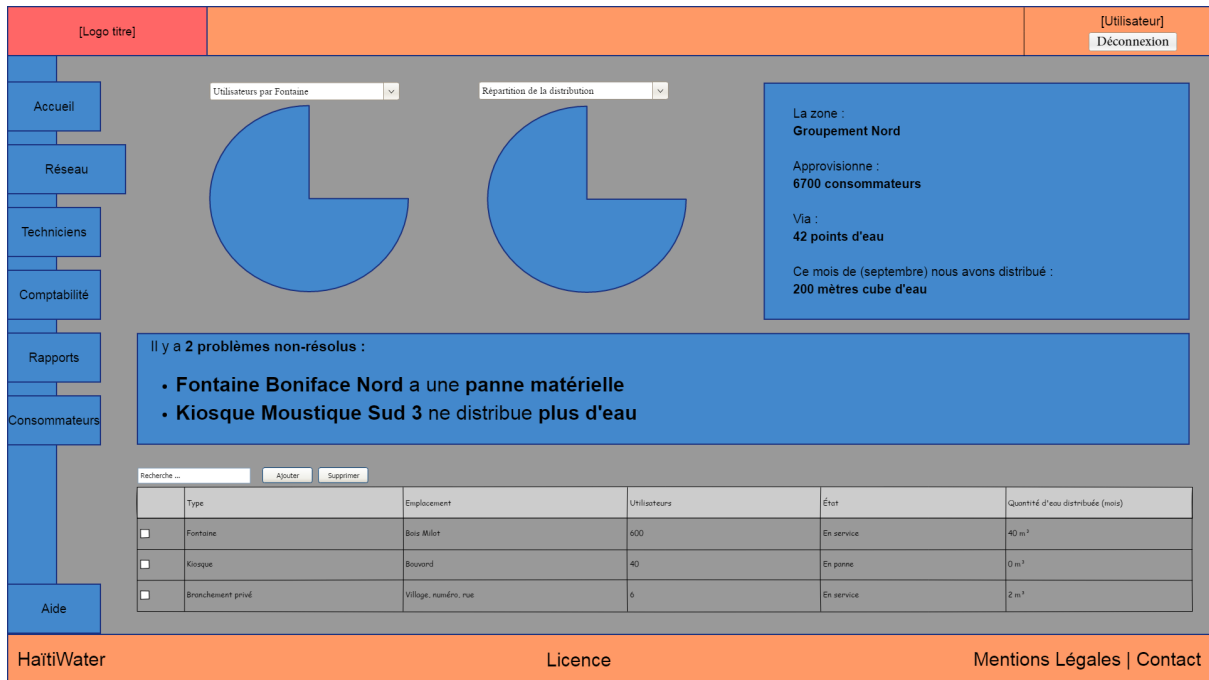 [Logo titre]
[Utilisateur]
Déconnexion
Accueil
Réseau
Techniciens
Comptabilité
Rapports
Consommateurs
Aide
Utilisateurs par Fontaine
Répartition de la distribution
La zone :
Groupement Nord
Approvisionne :
6700 consommateurs
Via :
42 points d'eau
Ce mois de (septembre) nous avons distribué :
200 mètres cube d'eau
Il y a 2 problèmes non-résolus :
• Fontaine Boniface Nord a une panne matérielle
• Kiosque Moustique Sud 3 ne distribue plus d'eau
Recherche ... Ajouter Supprimer
Type Emplacement Utilisateurs État Quantité d'eau distribuée (mois)
Fontaine Bois Milot 600 En service 40 m³
Kiosque Bouvard 40 En panne 0 m³
Branchement privé Village, numéro, rue 6 En service 2 m³
HaïtiWater Licence Mentions Légales | Contact